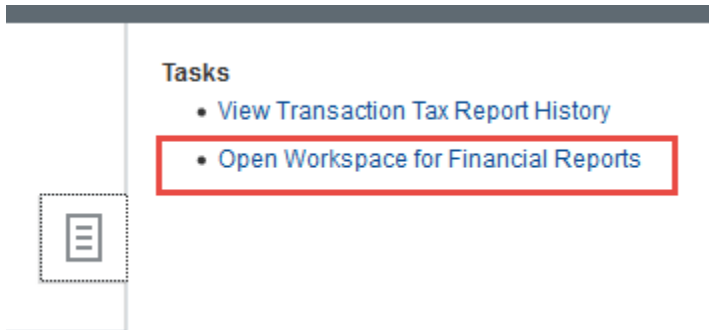 Tasks
• View Transaction Tax Report History
• Open Workspace for Financial Reports